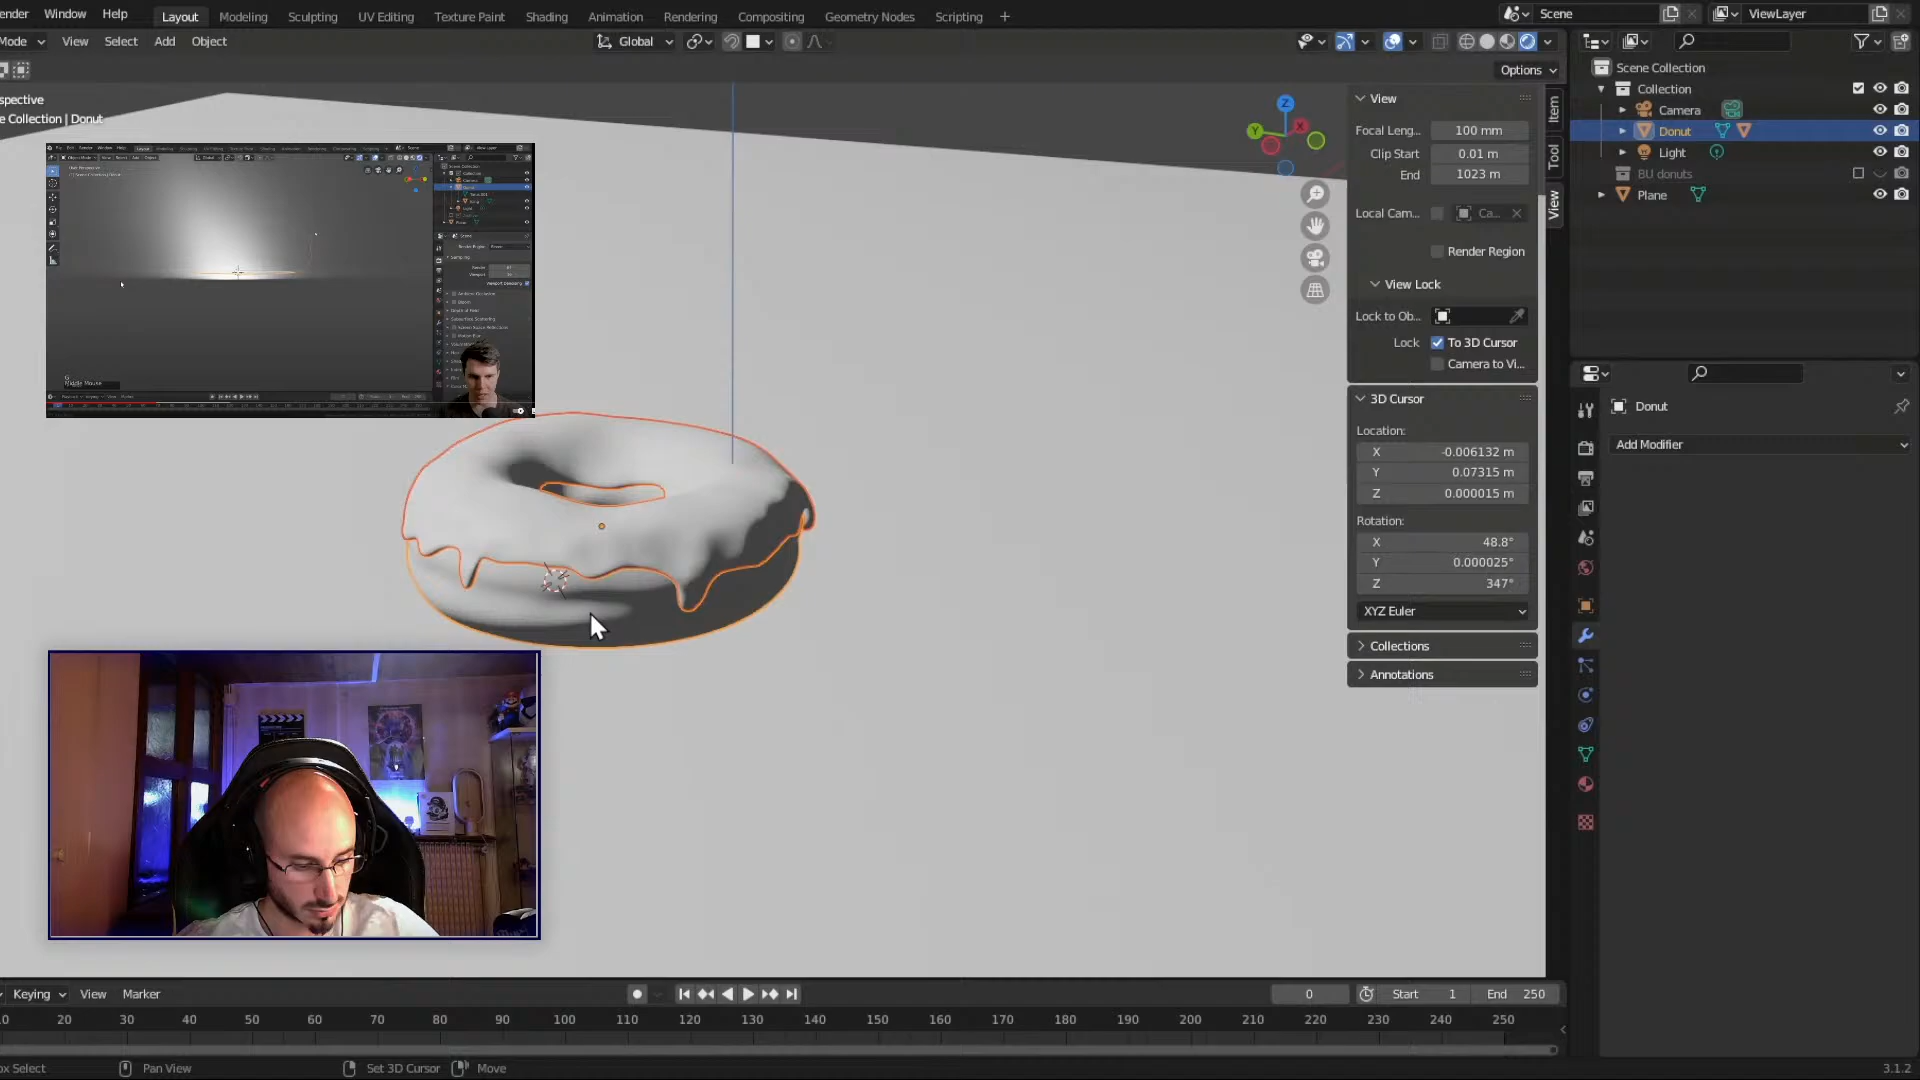 ender Window Help Layout Modeling Sculpting UV Editing Texture Paint Shading Animation Rendering Compositing Geometry Nodes Scripting + Scene ViewLayer
Mode View Select Add Object Global
Options
spective
e Collection | Donut
View
Focal Leng... 100 mm
Clip Start 0.01 m
End 1023 m
Local Cam... Ca...
Render Region
View Lock
Lock to Ob...
Lock To 3D Cursor
Camera to Vi...
3D Cursor
Location:
X -0.006132 m
Y 0.07315 m
Z 0.000015 m
Rotation:
X 48.8°
Y 0.000025°
Z 347°
XYZ Euler
Collections
Annotations
Item
Tool
View
Z
Y
X
Middle Mouse
Scene Collection
Collection
Camera
Donut
Light
BU donuts
Plane
Donut
Add Modifier
Keying View Marker 0 Start 1 End 250
10 20 30 40 50 60 70 80 90 100 110 120 130 140 150 160 170 180 190 200 210 220 230 240 250
ox Select Pan View Set 3D Cursor Move 3.1.2